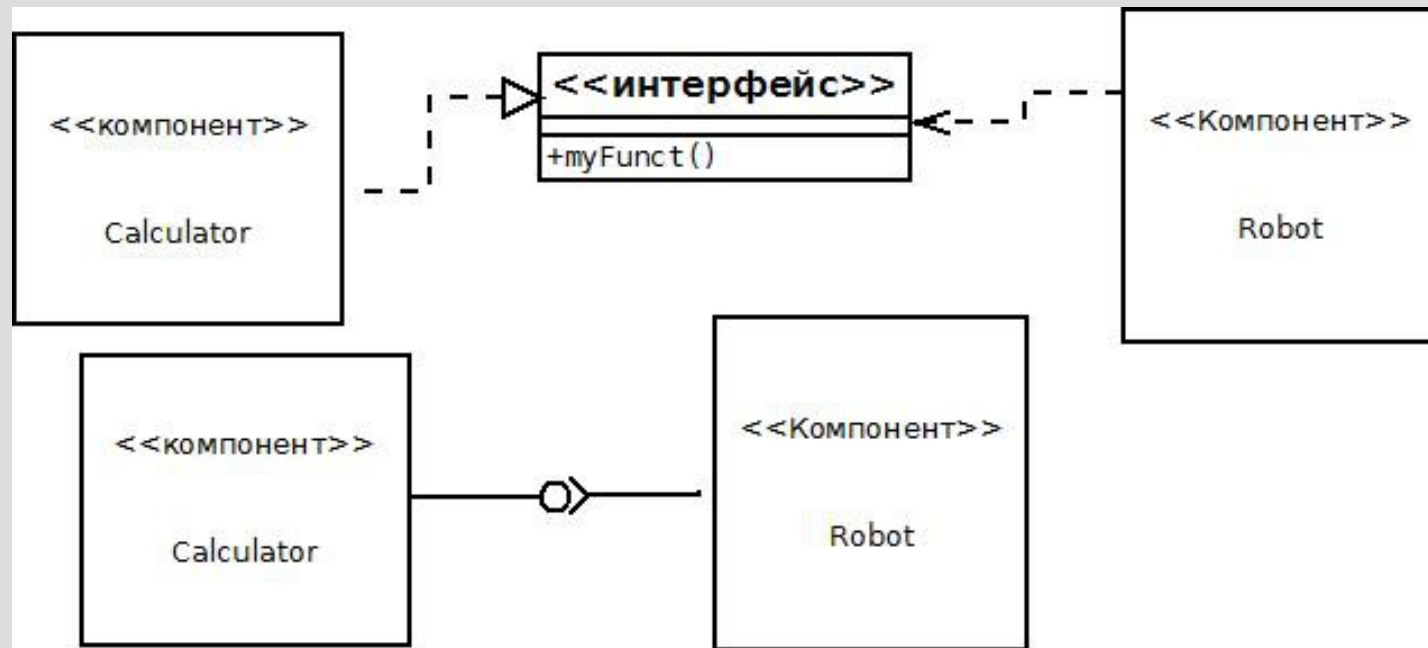 <<компонент>>
Calculator
<<интерфейс>>
+myFunct()
<<Компонент>>
Robot
<<компонент>>
Calculator
<<Компонент>>
Robot